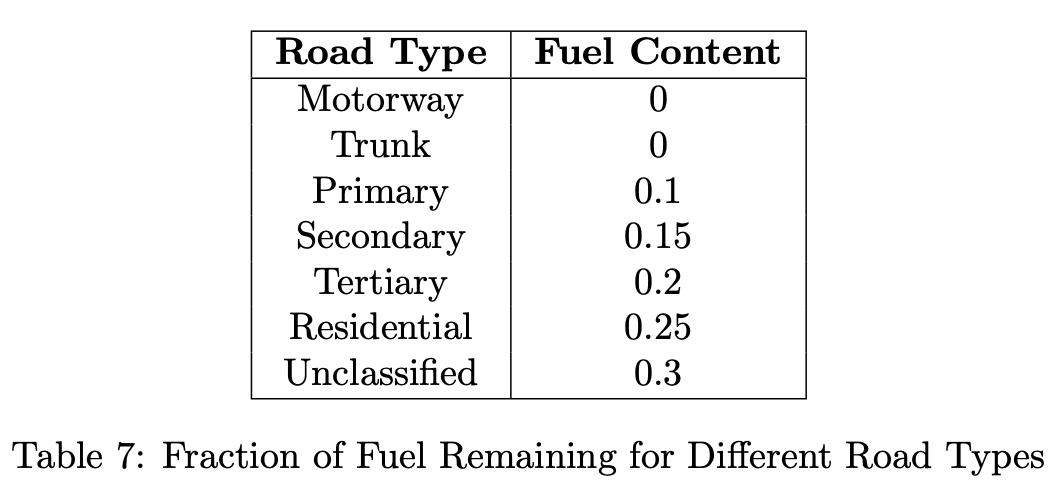 Road Type Fuel Content
Motorway 0
Trunk 0
Primary 0.1
Secondary 0.15
Tertiary 0.2
Residential 0.25
Unclassified 0.3
Table 7: Fraction of Fuel Remaining for Different Road Types